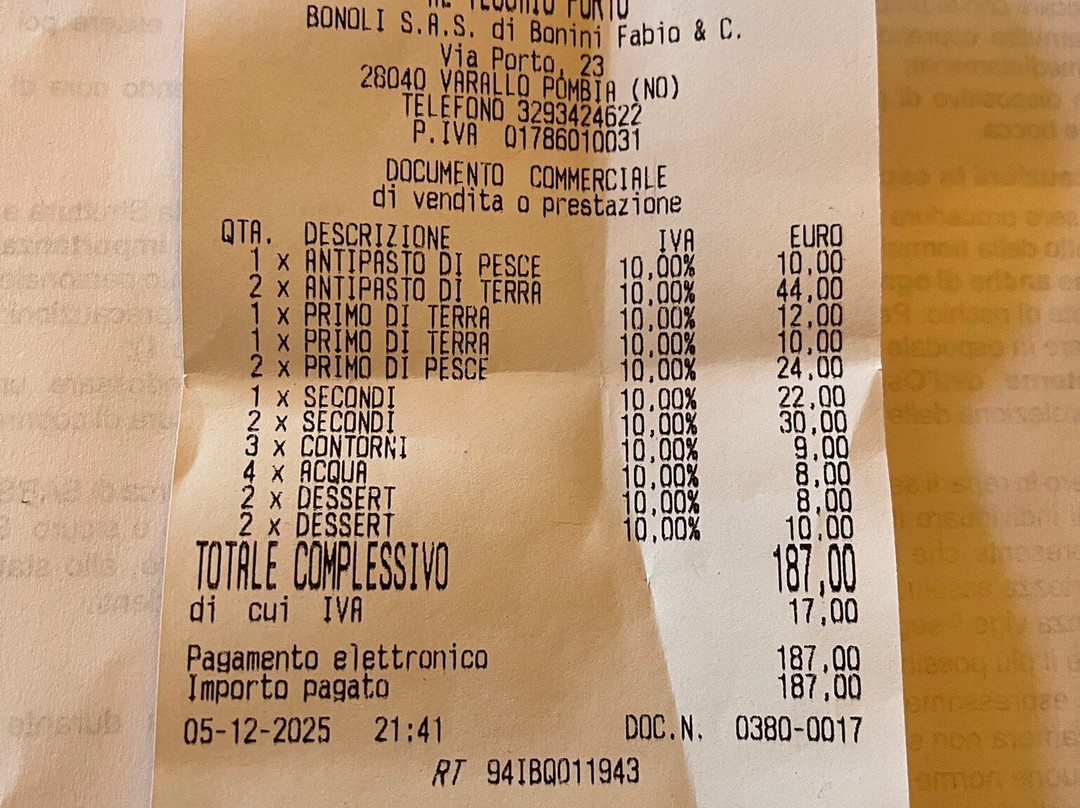 AL VECCHIO PORTO
BONOLI S.A.S. di Bonini Fabio & C.
Via Porto, 23
28040 VARALLO POMBIA (NO)
TELEFONO 3293424622
P.IVA 01786010031
DOCUMENTO COMMERCIALE
di vendita o prestazione
QTA. DESCRIZIONE IVA EURO
1 x ANTIPASTO DI PESCE 10,00% 10,00
2 x ANTIPASTO DI TERRA 10,00% 44,00
1 x PRIMO DI TERRA 10,00% 12,00
1 x PRIMO DI TERRA 10,00% 10,00
2 x PRIMO DI PESCE 10,00% 24,00
1 x SECONDI 10,00% 22,00
2 x SECONDI 10,00% 30,00
3 x CONTORNI 10,00% 9,00
4 x ACQUA 10,00% 8,00
2 x DESSERT 10,00% 8,00
2 x DESSERT 10,00% 10,00
TOTALE COMPLESSIVO 187,00
di cui IVA 17,00
Pagamento elettronico 187,00
Importo pagato 187,00
05-12-2025 21:41 DOC.N. 0380-0017
RT 94IBQ011943